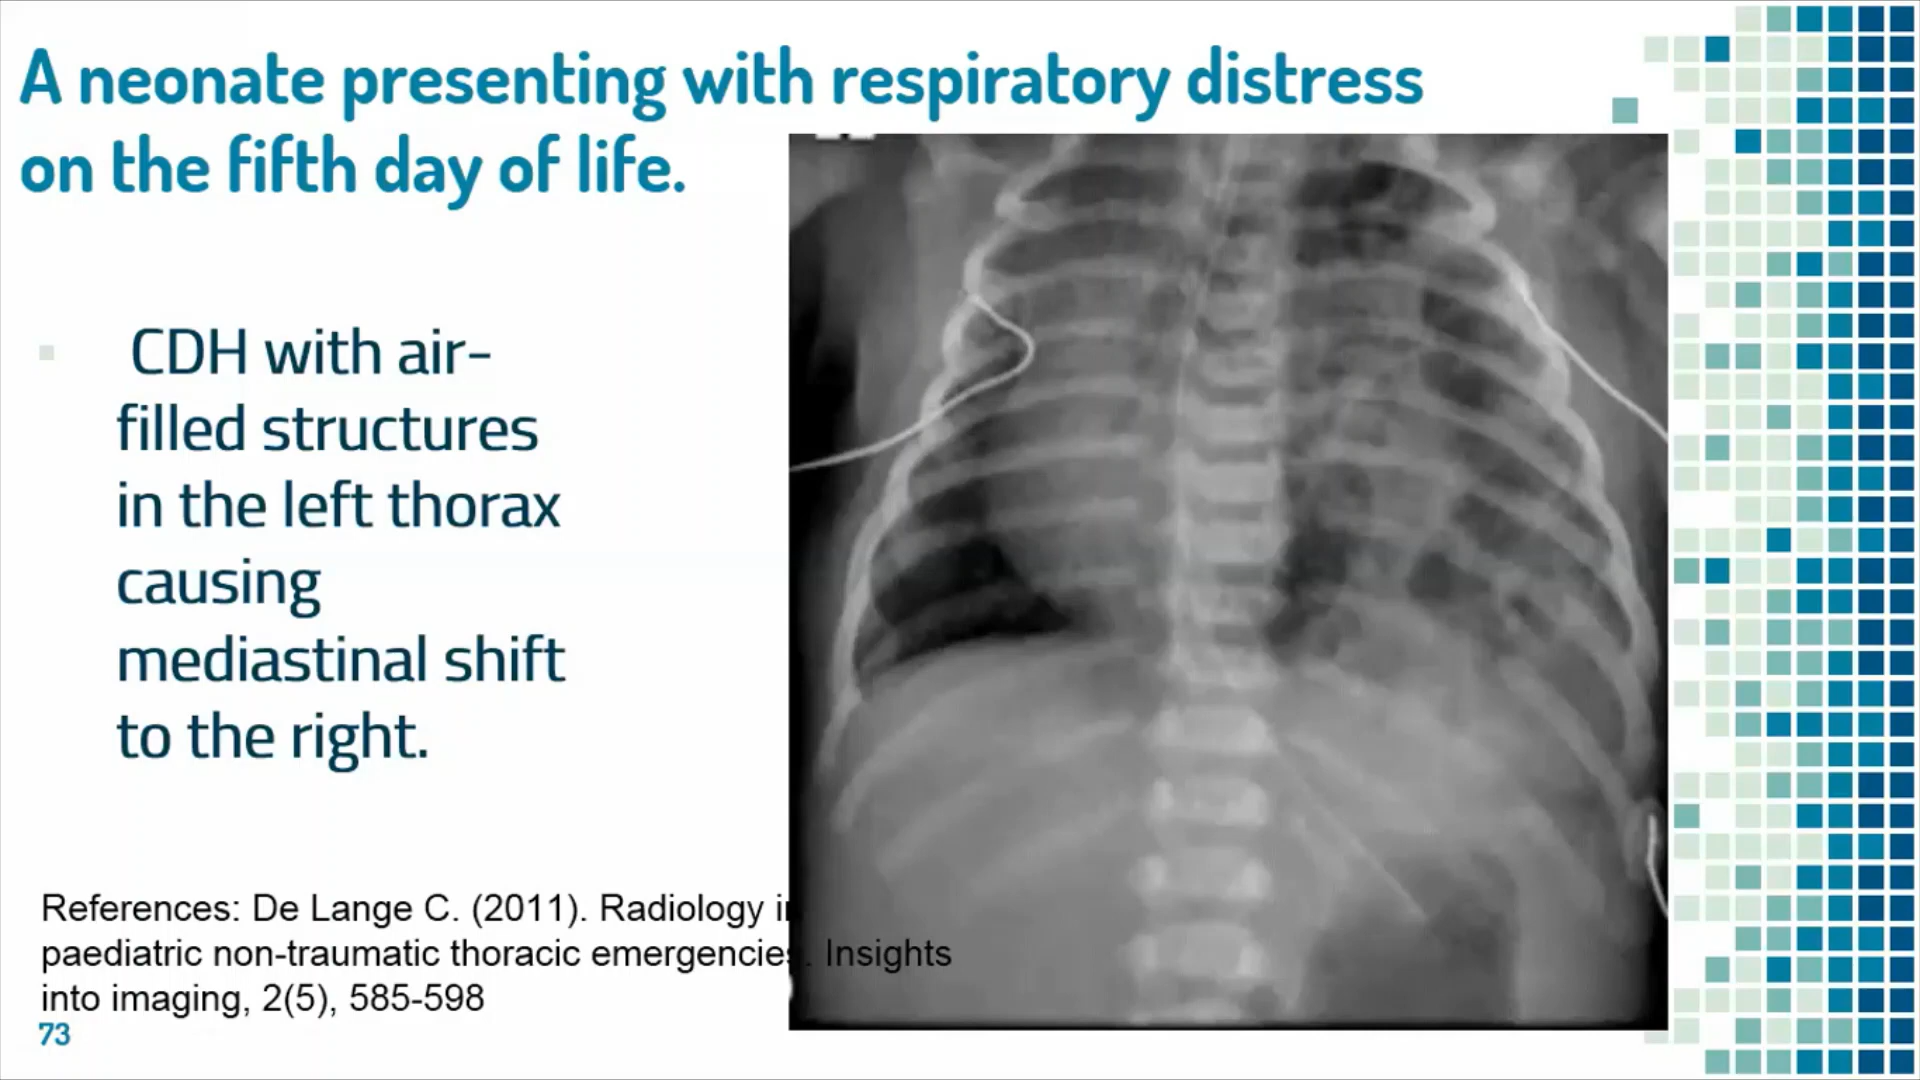 A neonate presenting with respiratory distress
on the fifth day of life.
CDH with air-
filled structures
in the left thorax
causing
mediastinal shift
to the right.
References: De Lange C. (2011). Radiology in
paediatric non-traumatic thoracic emergencies. Insights
into imaging, 2(5), 585-598
73